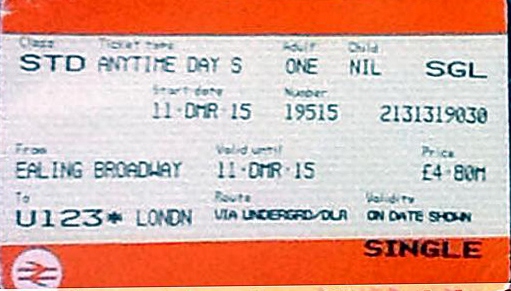 Class Ticket type Adult Child
STD ANYTIME DAY S ONE NIL SGL
Start date Number
11·DMR·15 19515 2131319030
From Valid until Price
EALING BROADWAY 11·DMR·15 £4·80M
To Route Validity
U123* LONDN VIA UNDERGRD/DLR ON DATE SHOWN
SINGLE